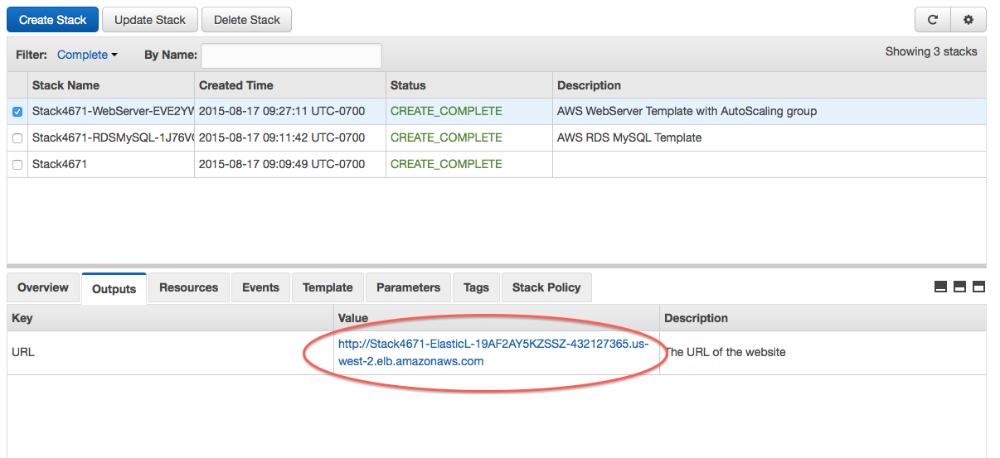 Create Stack Update Stack Delete Stack
Filter: Complete By Name: Showing 3 stacks
Stack Name Created Time Status Description
Stack4671-WebServer-EVE2YW 2015-08-17 09:27:11 UTC-0700 CREATE_COMPLETE AWS WebServer Template with AutoScaling group
Stack4671-RDSMySQL-1J76VC 2015-08-17 09:11:42 UTC-0700 CREATE_COMPLETE AWS RDS MySQL Template
Stack4671 2015-08-17 09:09:49 UTC-0700 CREATE_COMPLETE
Overview Outputs Resources Events Template Parameters Tags Stack Policy
Key Value Description
URL http://Stack4671-ElasticL-19AF2AY5KZSSZ-432127365.us-
west-2.elb.amazonaws.com The URL of the website